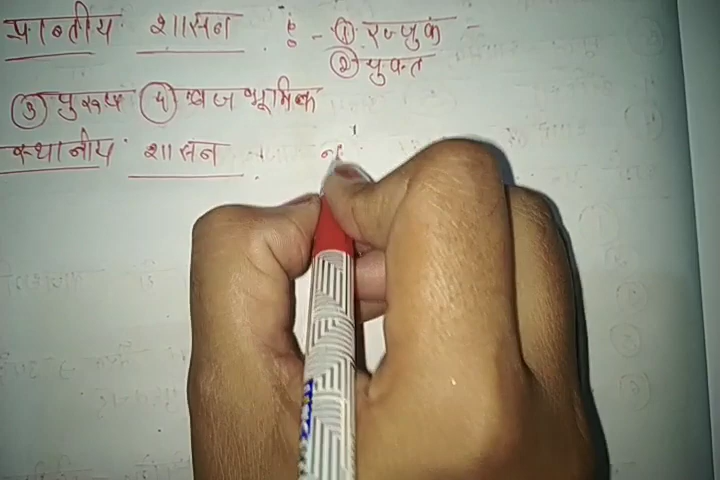 प्रान्तीय शासन :- ① रज्जुक
② युक्त
③ पुरुष ④ व्रजभूमिक
स्थानीय शासन